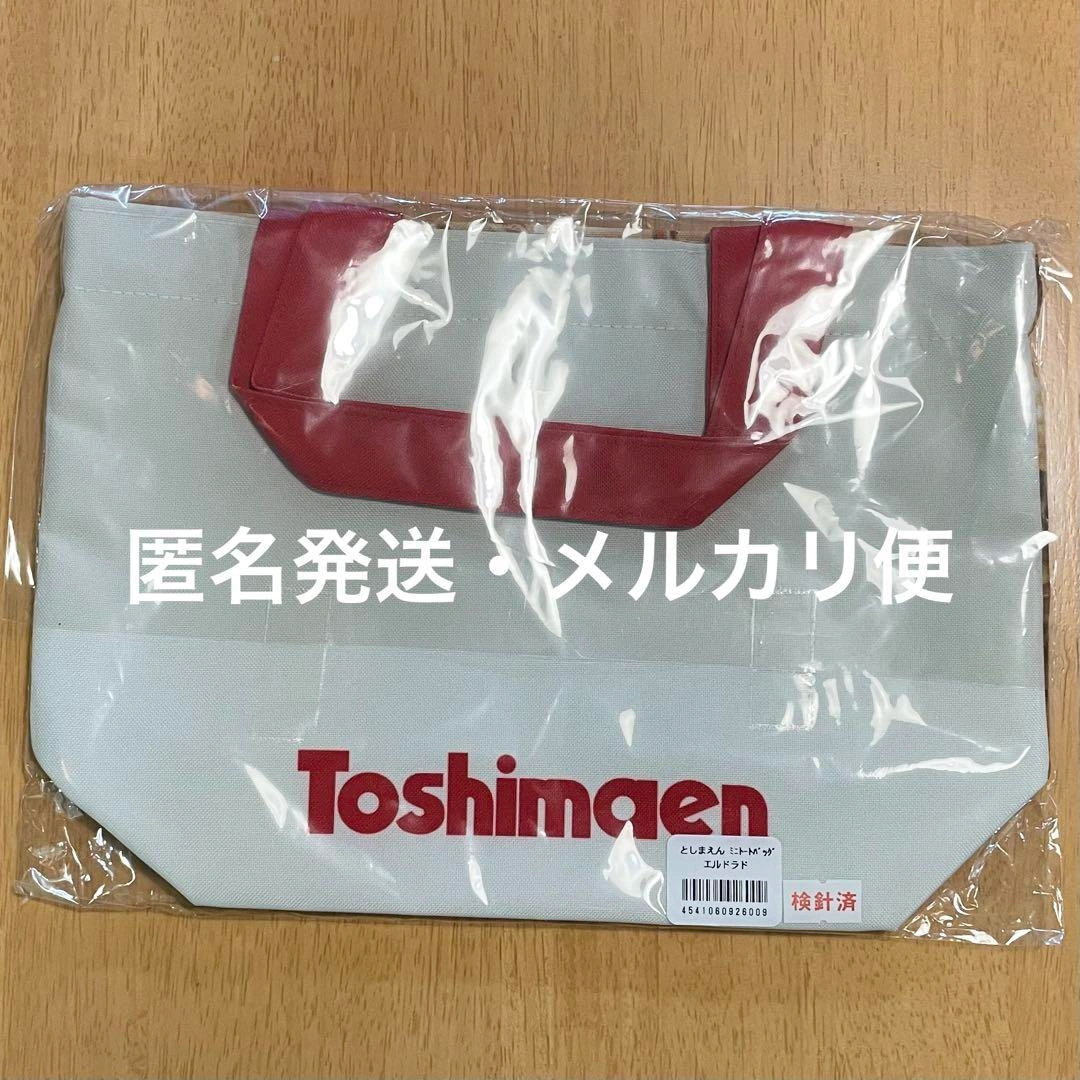 匿名発送・メルカリ便
Toshimaen
としまえん ﾐﾆﾄｰﾄﾊﾞｯｸﾞ
エルドラド
4541060926009
検針済